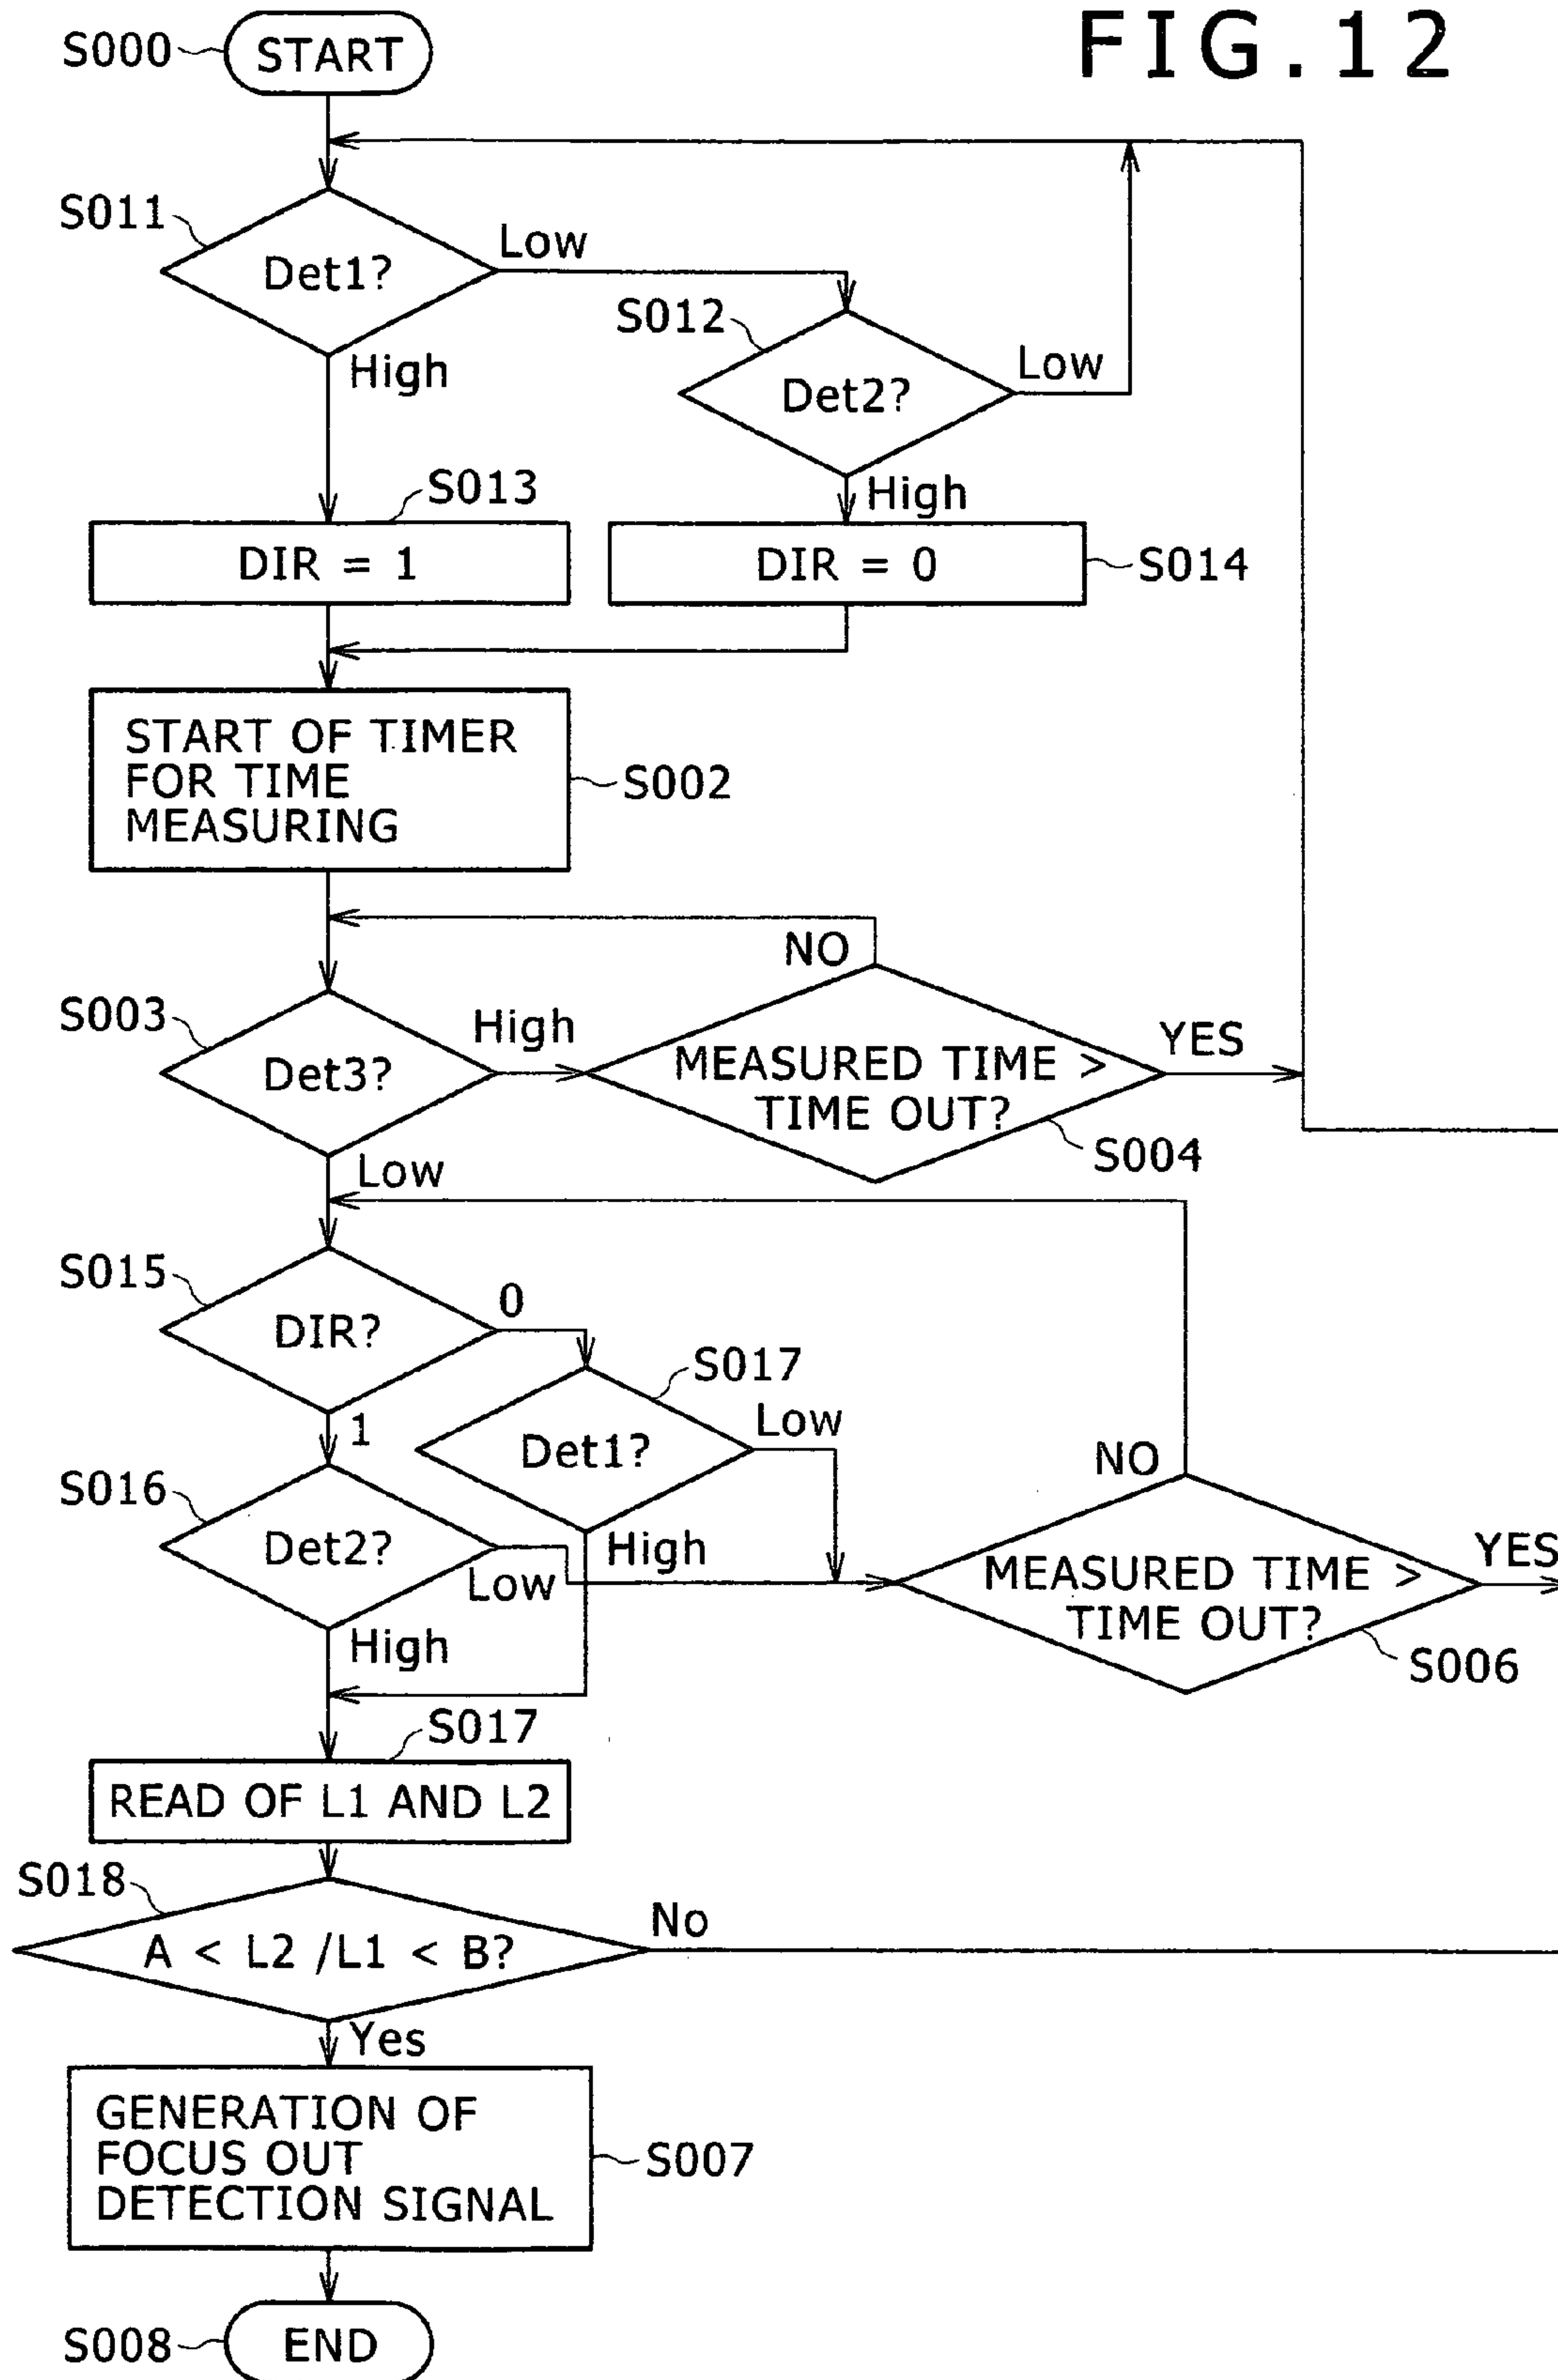 FIG.12
S000
START
S011
Det1?
Low
High
S012
Det2?
Low
High
S013
DIR = 1
DIR = 0
S014
START OF TIMER
FOR TIME
MEASURING
S002
NO
S003
Det3?
High
MEASURED TIME >
TIME OUT?
YES
S004
Low
S015
DIR?
0
1
S017
Det1?
Low
High
S016
Det2?
Low
High
NO
MEASURED TIME >
TIME OUT?
YES
S006
S017
READ OF L1 AND L2
S018
A < L2 /L1 < B?
No
Yes
GENERATION OF
FOCUS OUT
DETECTION SIGNAL
S007
S008
END